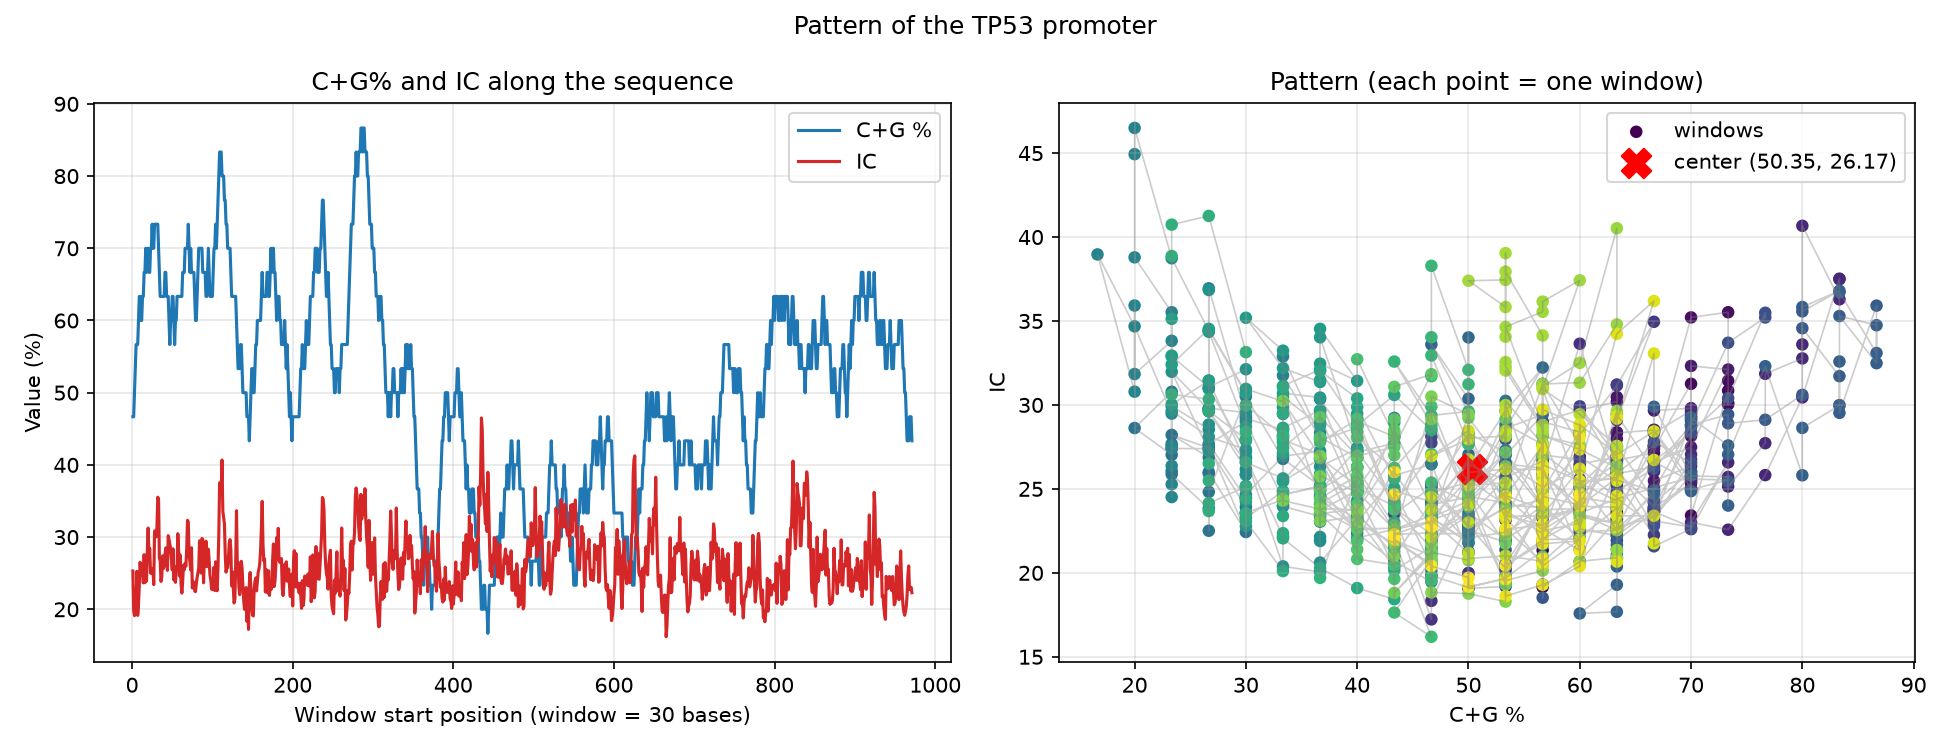 Pattern of the TP53 promoter
C+G% and IC along the sequence
90
80
70
60
50
40
30
20
Value (%)
C+G %
IC
0
200
400
600
800
1000
Window start position (window = 30 bases)
Pattern (each point = one window)
45
40
35
30
25
20
15
IC
windows
center (50.35, 26.17)
20
30
40
50
60
70
80
90
C+G %